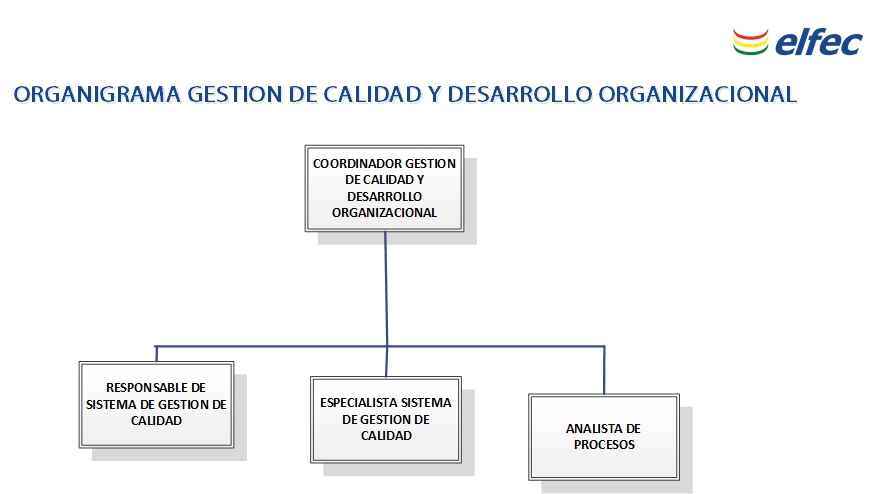 elfec
ORGANIGRAMA GESTION DE CALIDAD Y DESARROLLO ORGANIZACIONAL
COORDINADOR GESTION
DE CALIDAD Y
DESARROLLO
ORGANIZACIONAL
RESPONSABLE DE
SISTEMA DE GESTION DE
CALIDAD
ESPECIALISTA SISTEMA
DE GESTION DE
CALIDAD
ANALISTA DE
PROCESOS